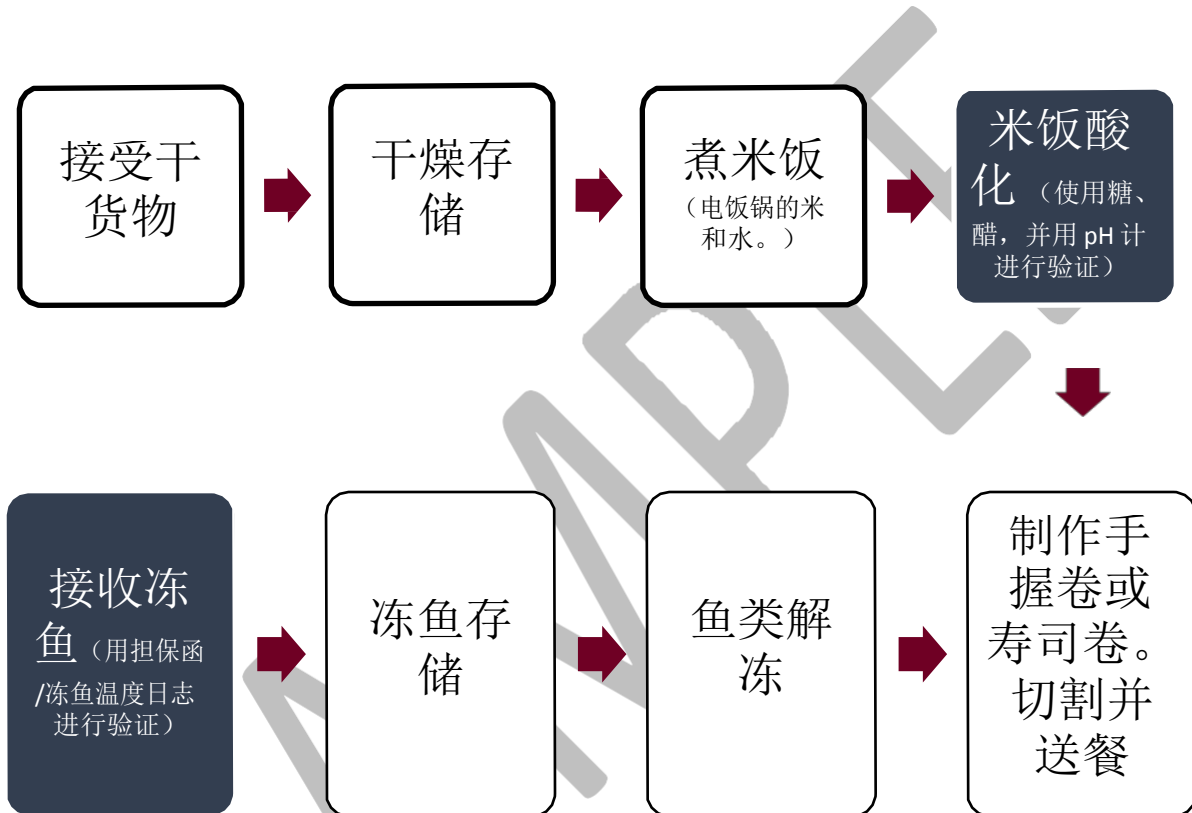 接受干
货物
干燥存
储
煮米饭
（电饭锅的米
和水。）
米饭酸
化（使用糖、
醋，并用 pH 计
进行验证）
接收冻
鱼（用担保函
/冻鱼温度日志
进行验证）
冻鱼存
储
鱼类解
冻
制作手
握卷或
寿司卷。
切割并
送餐
SAMPLE